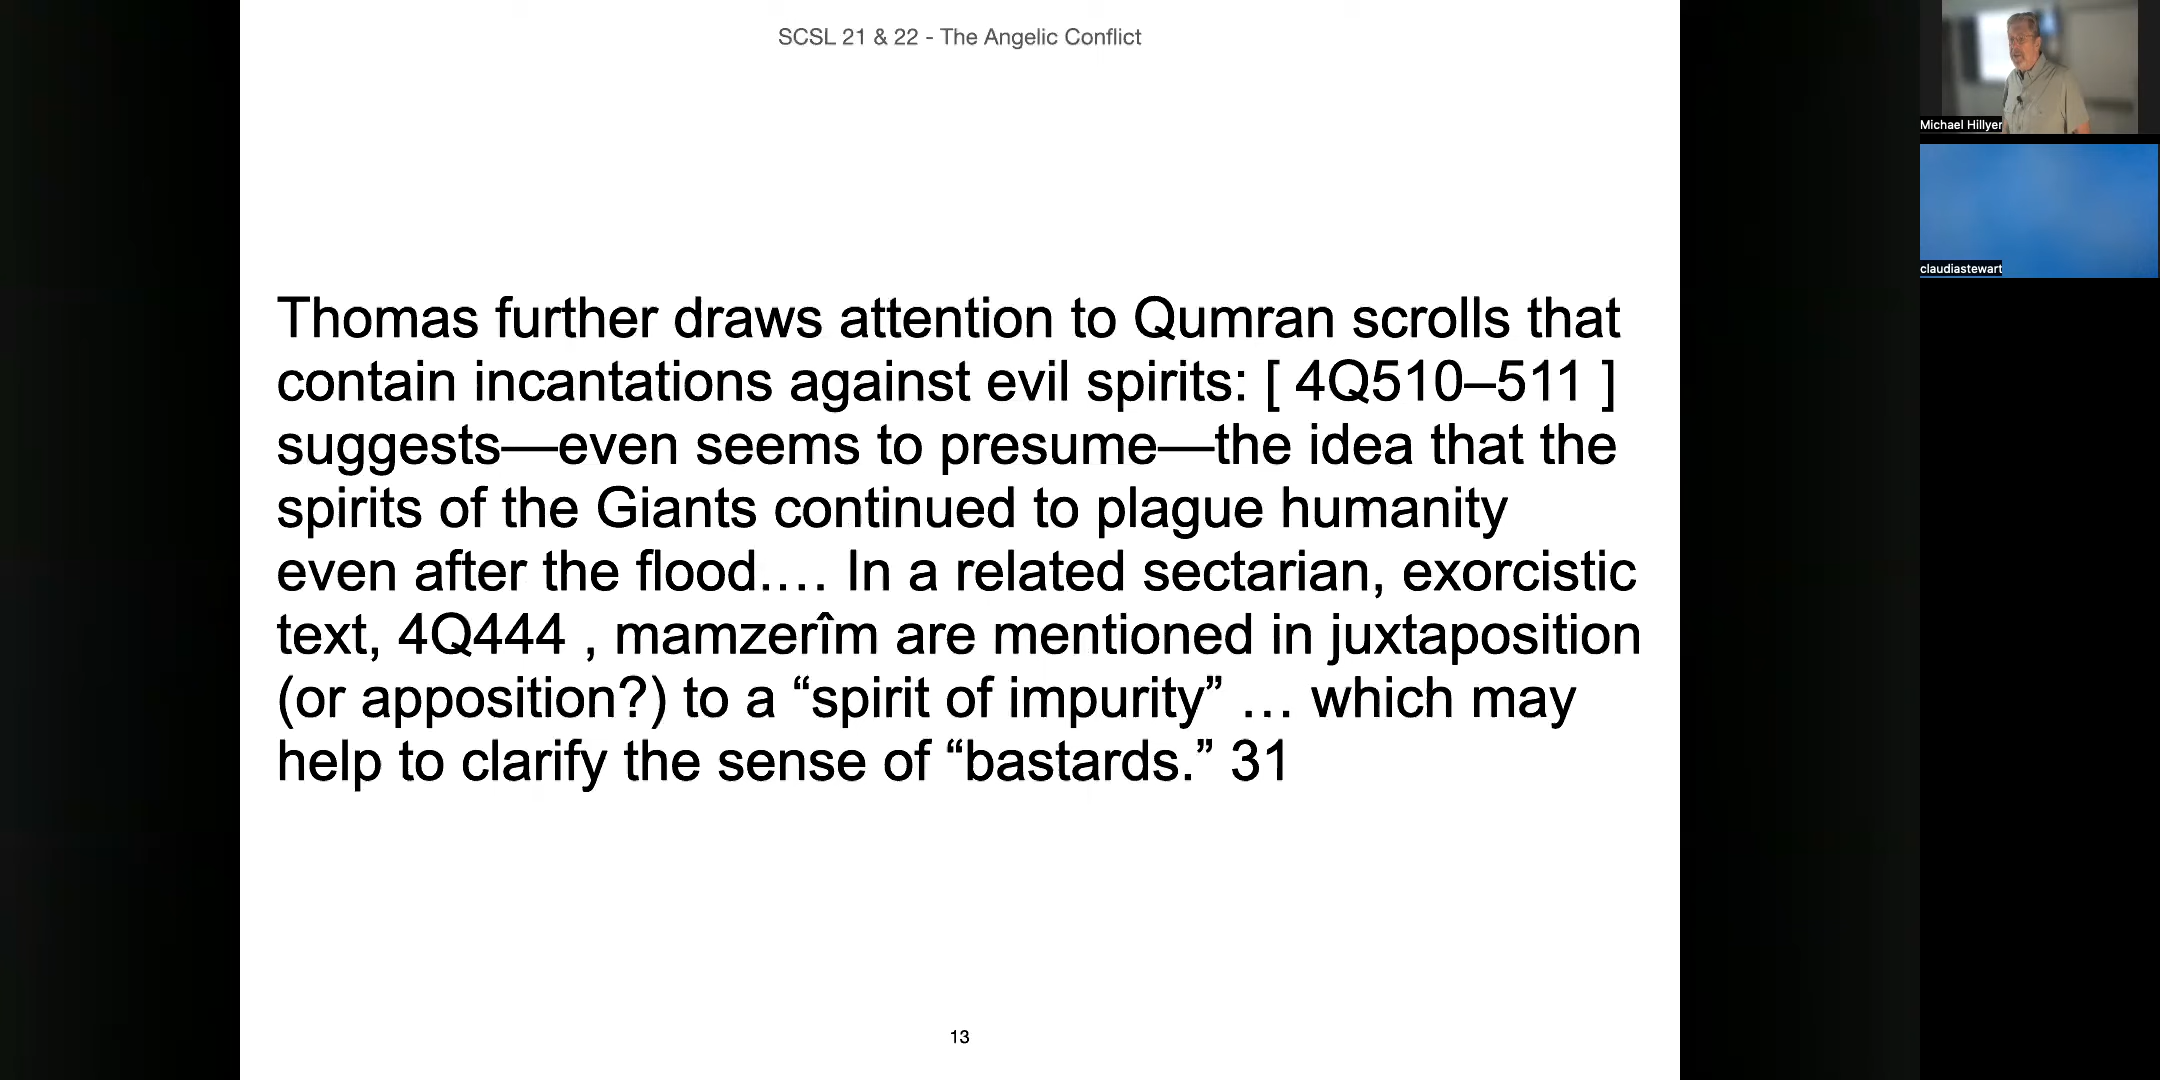 SCSL 21 & 22 - The Angelic Conflict
Michael Hillyer
claudiastewart
Thomas further draws attention to Qumran scrolls that
contain incantations against evil spirits: [ 4Q510–511 ]
suggests—even seems to presume—the idea that the
spirits of the Giants continued to plague humanity
even after the flood.… In a related sectarian, exorcistic
text, 4Q444 , mamzerîm are mentioned in juxtaposition
(or apposition?) to a “spirit of impurity” … which may
help to clarify the sense of “bastards.” 31
13